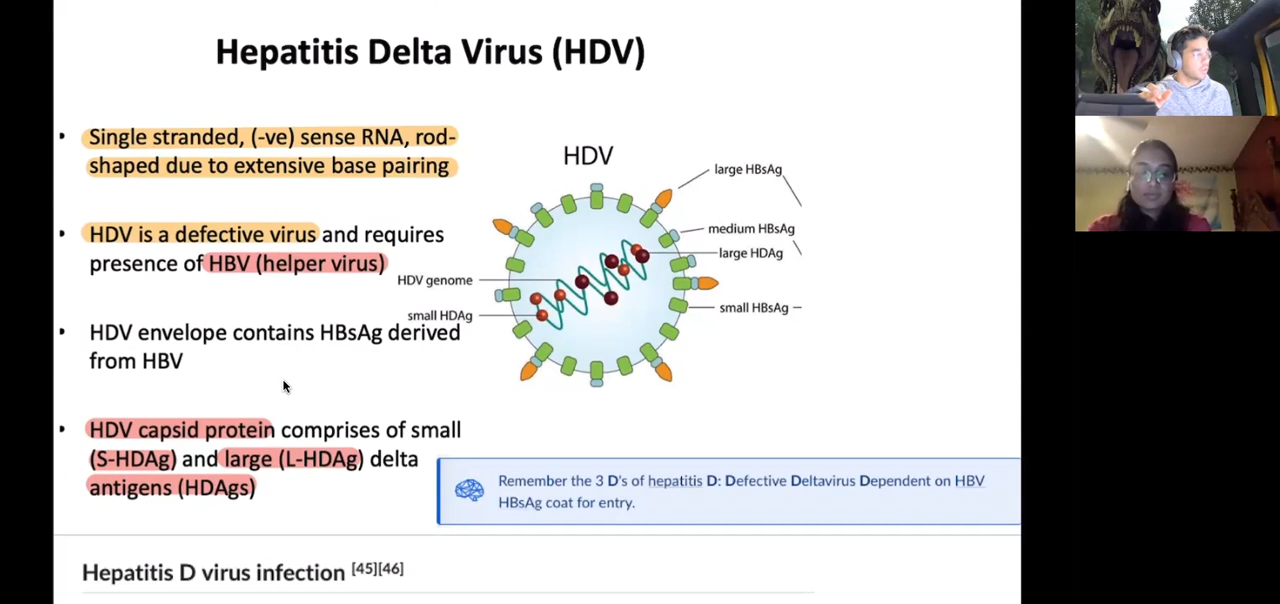 Hepatitis Delta Virus (HDV)
• Single stranded, (-ve) sense RNA, rod-
shaped due to extensive base pairing
• HDV is a defective virus and requires
presence of HBV (helper virus)
• HDV envelope contains HBsAg derived
from HBV
• HDV capsid protein comprises of small
(S-HDAg) and large (L-HDAg) delta
antigens (HDAgs)
HDV
large HBsAg
medium HBsAg
large HDAg
HDV genome
small HBsAg
small HDAg
Remember the 3 D's of hepatitis D: Defective Deltavirus Dependent on HBV
HBsAg coat for entry.
Hepatitis D virus infection [45][46]